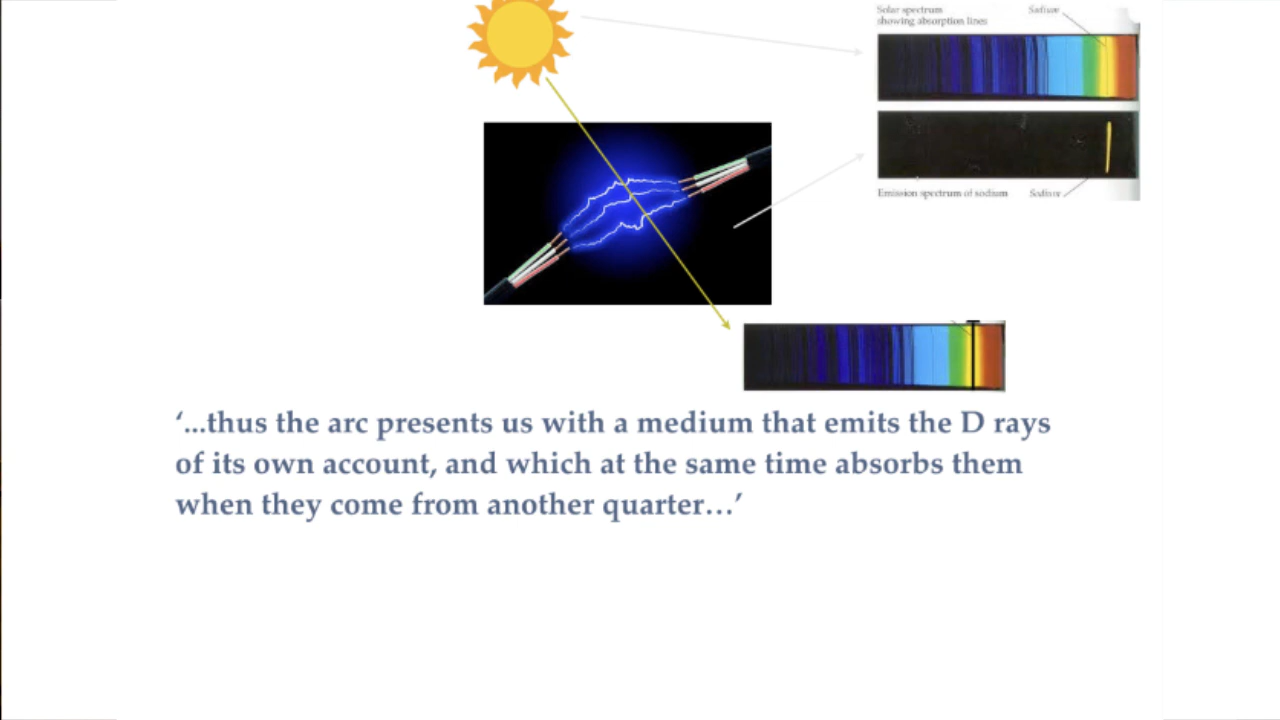 Solar spectrum
showing absorption lines
Sodium
Emission spectrum of sodium
Sodium
‘...thus the arc presents us with a medium that emits the D rays
of its own account, and which at the same time absorbs them
when they come from another quarter…’